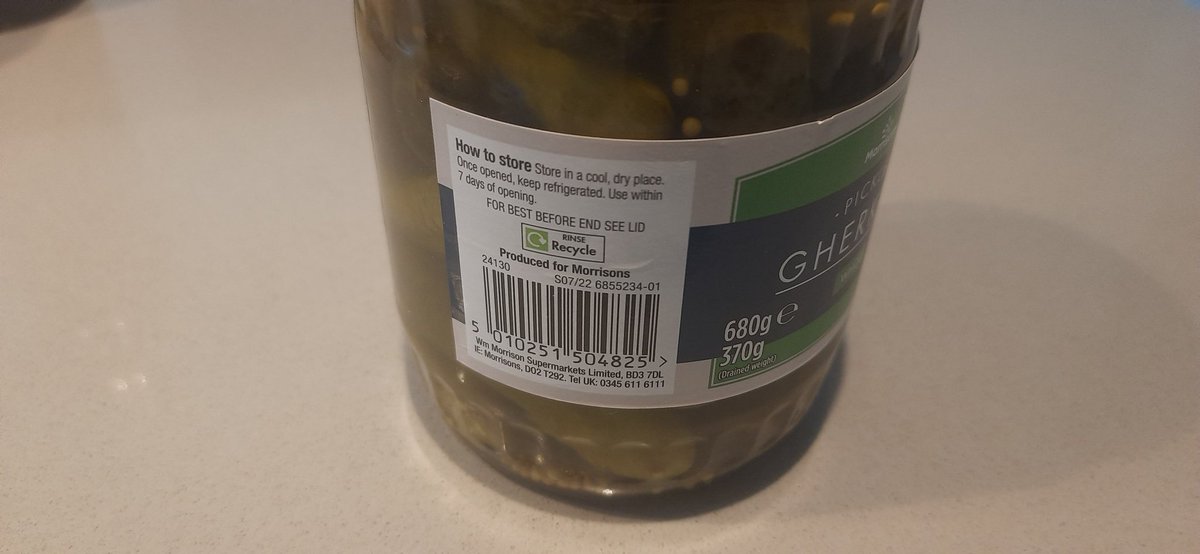 How to store Store in a cool, dry place.
Once opened, keep refrigerated. Use within
7 days of opening.
FOR BEST BEFORE END SEE LID
RINSE
Recycle
Produced for Morrisons
24130
S07/22 6855234-01
5 010251 504825 >
Wm Morrison Supermarkets Limited, BD3 7DL
IE: Morrisons, D02 T292. Tel UK: 0345 611 6111
680g e
370g
(Drained weight)